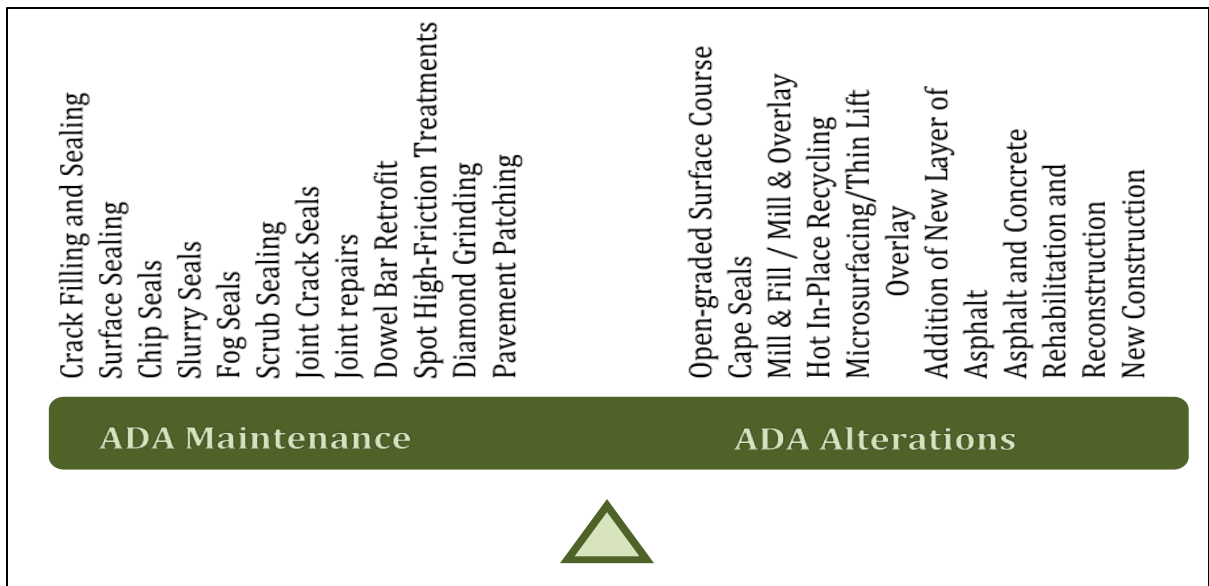 Crack Filling and Sealing
Surface Sealing
Chip Seals
Slurry Seals
Fog Seals
Scrub Sealing
Joint Crack Seals
Joint repairs
Dowel Bar Retrofit
Spot High-Friction Treatments
Diamond Grinding
Pavement Patching
Open-graded Surface Course
Cape Seals
Mill & Fill / Mill & Overlay
Hot In-Place Recycling
Microsurfacing/Thin Lift
Overlay
Addition of New Layer of
Asphalt
Asphalt and Concrete
Rehabilitation and
Reconstruction
New Construction
ADA Maintenance
ADA Alterations